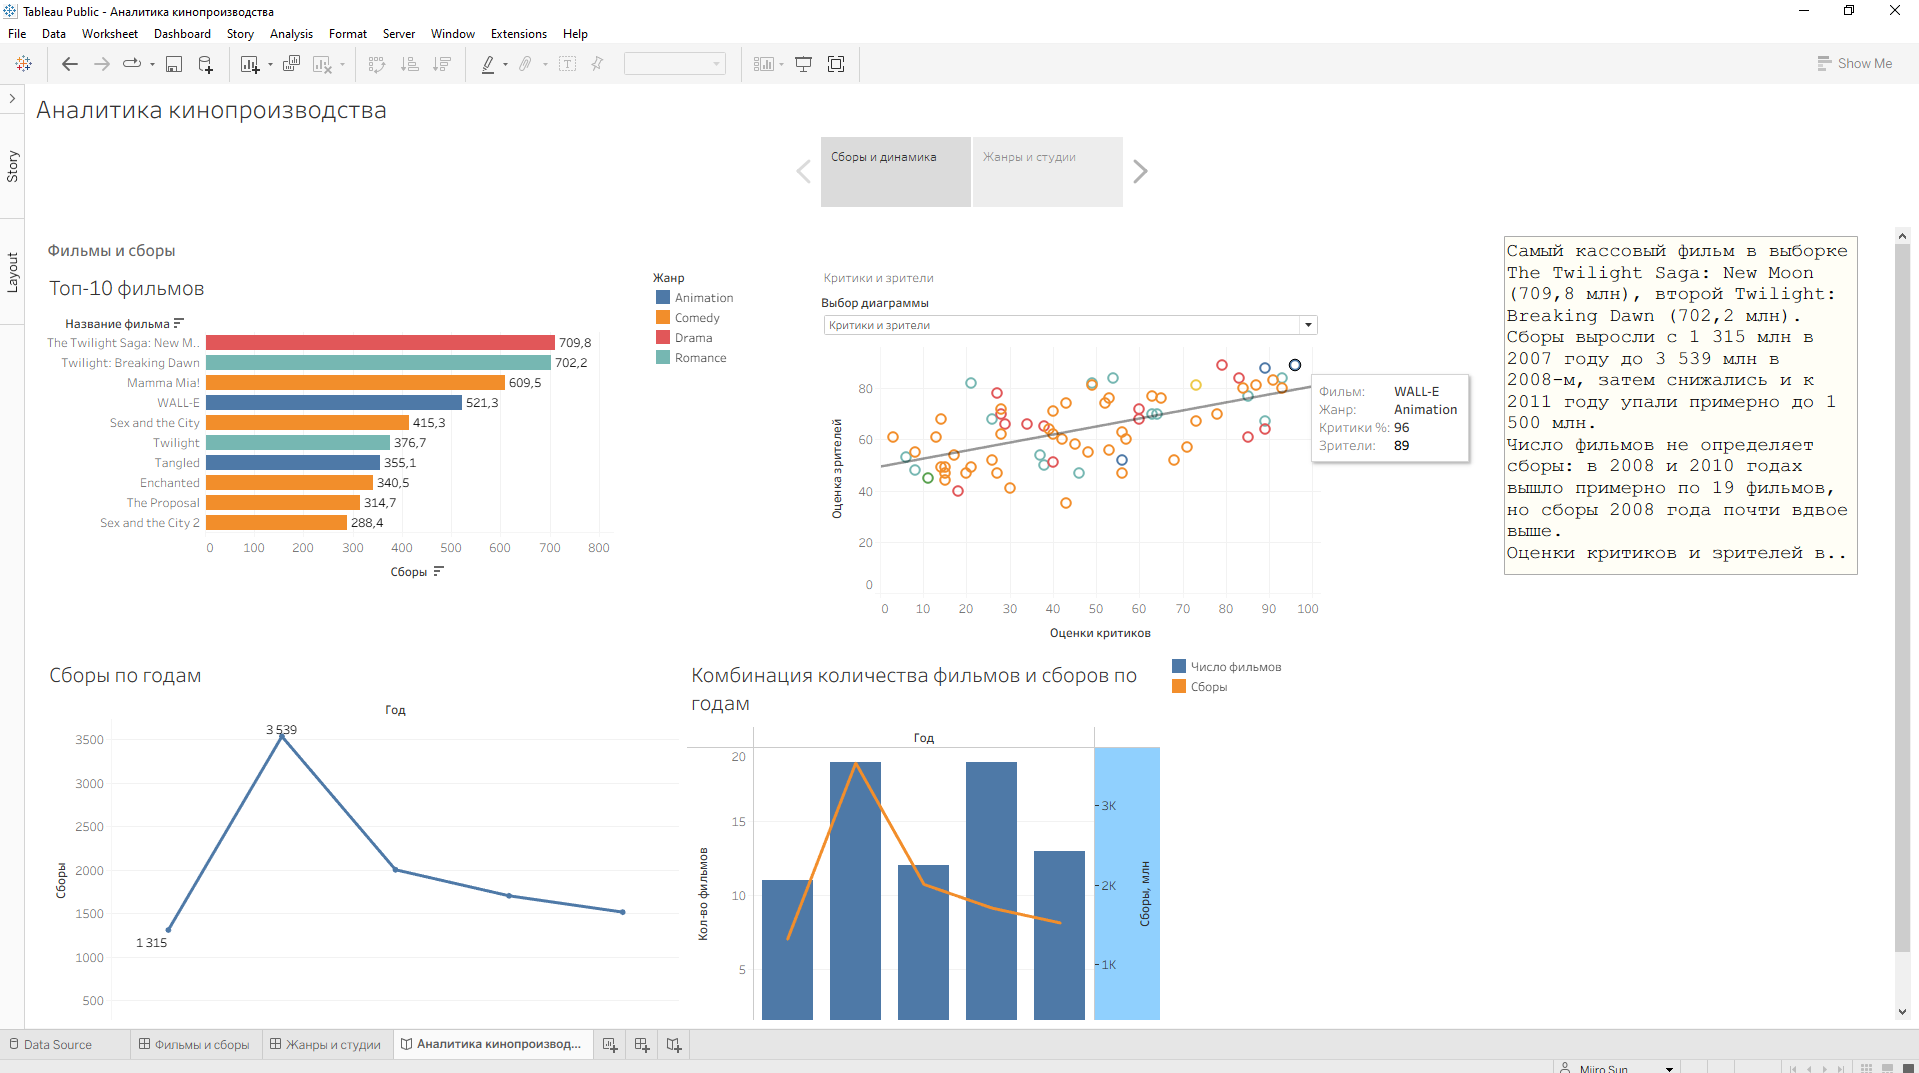 Tableau Public - Аналитика кинопроизводства
File Data Worksheet Dashboard Story Analysis Format Server Window Extensions Help
Show Me
Story
Layout
Аналитика кинопроизводства
Сборы и динамика
Жанры и студии
Фильмы и сборы
Топ-10 фильмов
Название фильма
The Twilight Saga: New M.. 709,8
Twilight: Breaking Dawn 702,2
Mamma Mia! 609,5
WALL-E 521,3
Sex and the City 415,3
Twilight 376,7
Tangled 355,1
Enchanted 340,5
The Proposal 314,7
Sex and the City 2 288,4
0 100 200 300 400 500 600 700 800
Сборы
Жанр
Animation
Comedy
Drama
Romance
Критики и зрители
Выбор диаграммы
Критики и зрители
Оценка зрителей
80
60
40
20
0
0 10 20 30 40 50 60 70 80 90 100
Оценки критиков
Фильм: WALL-E
Жанр: Animation
Критики %: 96
Зрители: 89
Самый кассовый фильм в выборке
The Twilight Saga: New Moon
(709,8 млн), второй Twilight:
Breaking Dawn (702,2 млн).
Сборы выросли с 1 315 млн в
2007 году до 3 539 млн в
2008-м, затем снижались и к
2011 году упали примерно до 1
500 млн.
Число фильмов не определяет
сборы: в 2008 и 2010 годах
вышло примерно по 19 фильмов,
но сборы 2008 года почти вдвое
выше.
Оценки критиков и зрителей в..
Сборы по годам
Год
Сборы
3500
3000
2500
2000
1500
1000
500
3 539
1 315
Комбинация количества фильмов и сборов по
годам
Число фильмов
Сборы
Год
Кол-во фильмов
20
15
10
5
3K
2K
1K
Сборы, млн
Data Source Фильмы и сборы Жанры и студии Аналитика кинопроизвод...
Miiro Sun